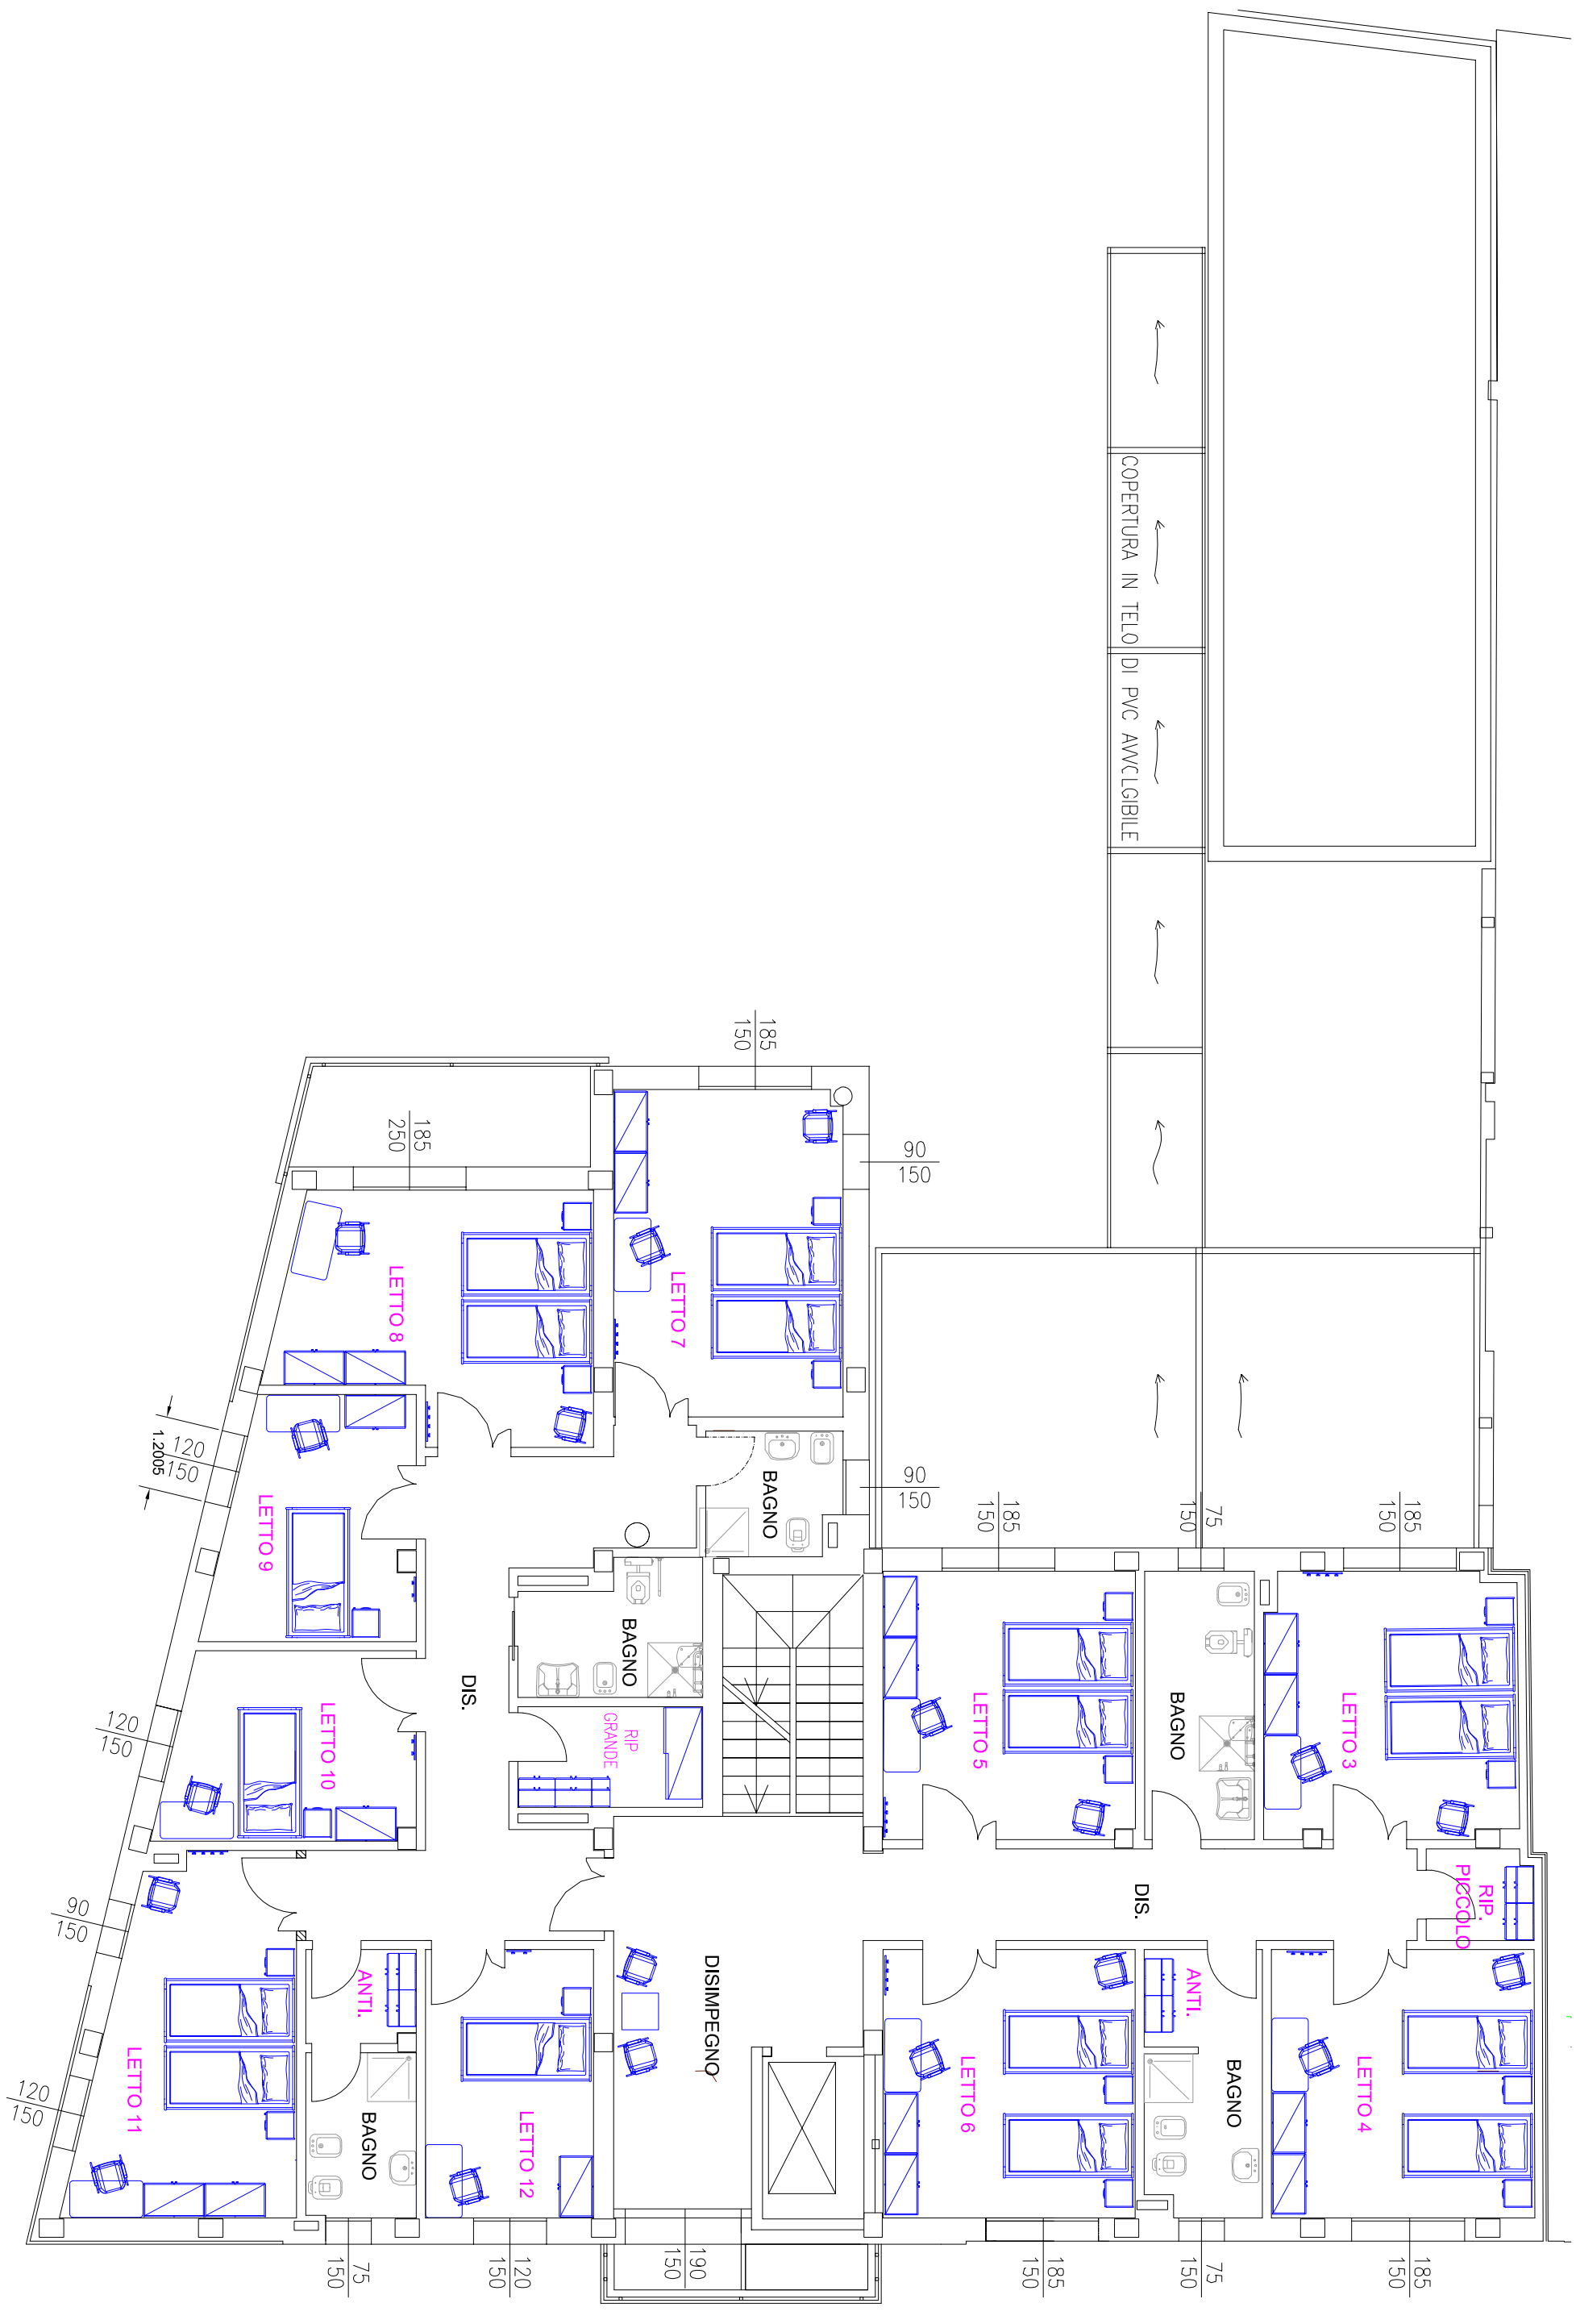 COPERTURA IN TELO DI PVC AVVCLGIBILE
185
150
185
250
90
150
LETTO 7
LETTO 8
120
150
1.2005
LETTO 9
BAGNO
90
150
185
150
75
150
185
150
BAGNO
DIS.
RIP
GRANDE
LETTO 10
120
150
LETTO 5
BAGNO
LETTO 3
RIP.
PICCOLO
DIS.
90
150
120
150
LETTO 11
ANTI.
BAGNO
LETTO 12
DISIMPEGNO
LETTO 6
ANTI.
BAGNO
LETTO 4
75
150
120
150
190
150
185
150
75
150
185
150